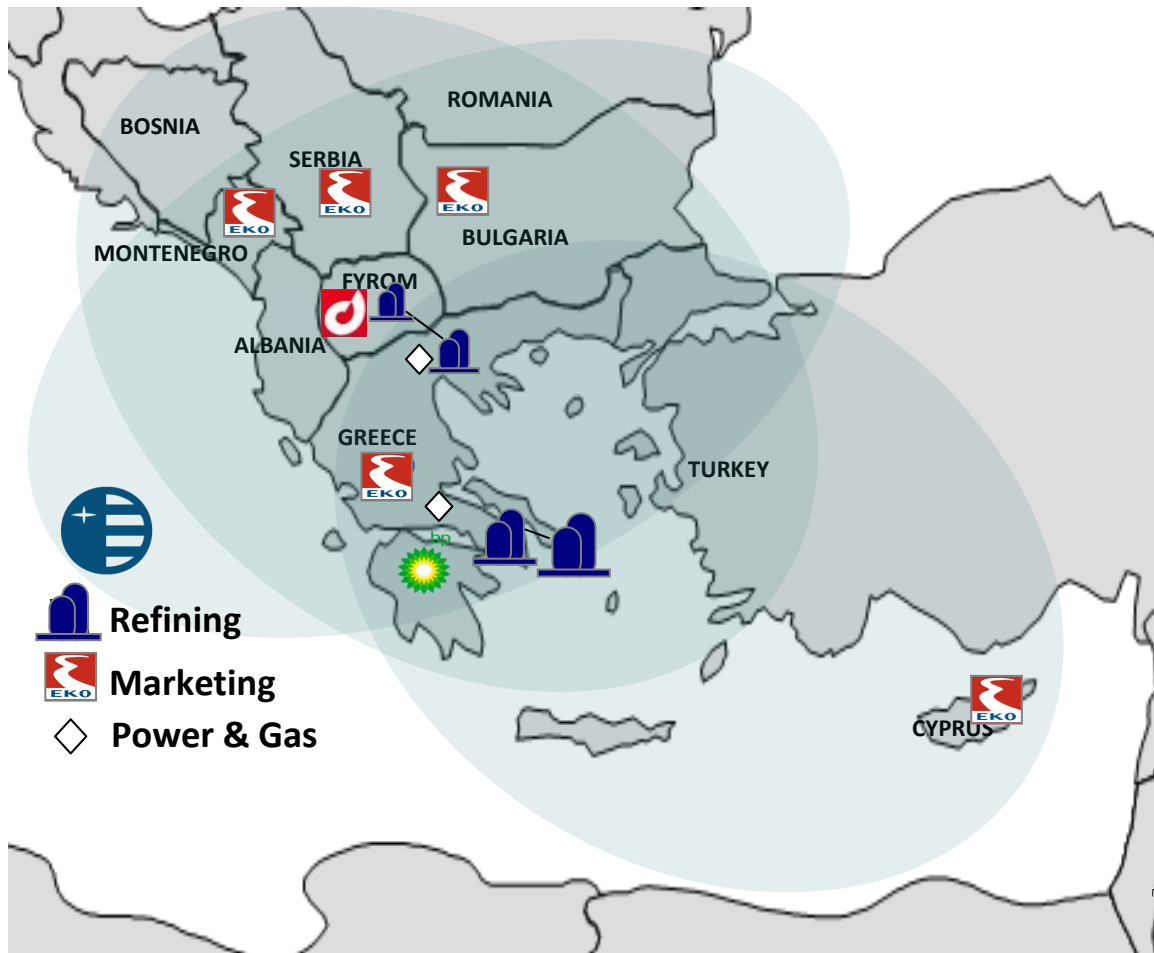 ROMANIA
BOSNIA
SERBIA
EKO
EKO
EKO
BULGARIA
MONTENEGRO
FYROM
ALBANIA
GREECE
EKO
TURKEY
bp
Refining
EKO
Marketing
EKO
CYPRUS
Power & Gas